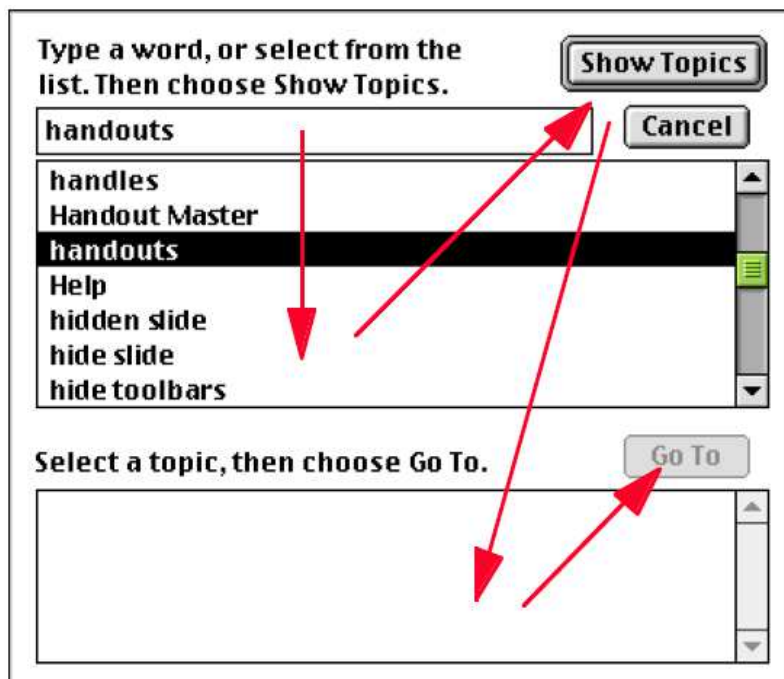 Type a word, or select from the
list. Then choose Show Topics.
Show Topics
handouts
Cancel
handles
Handout Master
handouts
Help
hidden slide
hide slide
hide toolbars
Select a topic, then choose Go To.
Go To